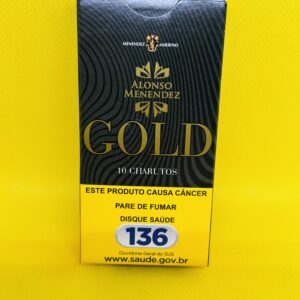 MENENDEZ AMERINO
ALONSO
MENENDEZ
GOLD
10 CHARUTOS
ESTE PRODUTO CAUSA CÂNCER
PARE DE FUMAR
DISQUE SAÚDE
136
Ouvidoria Geral do SUS
www.saude.gov.br